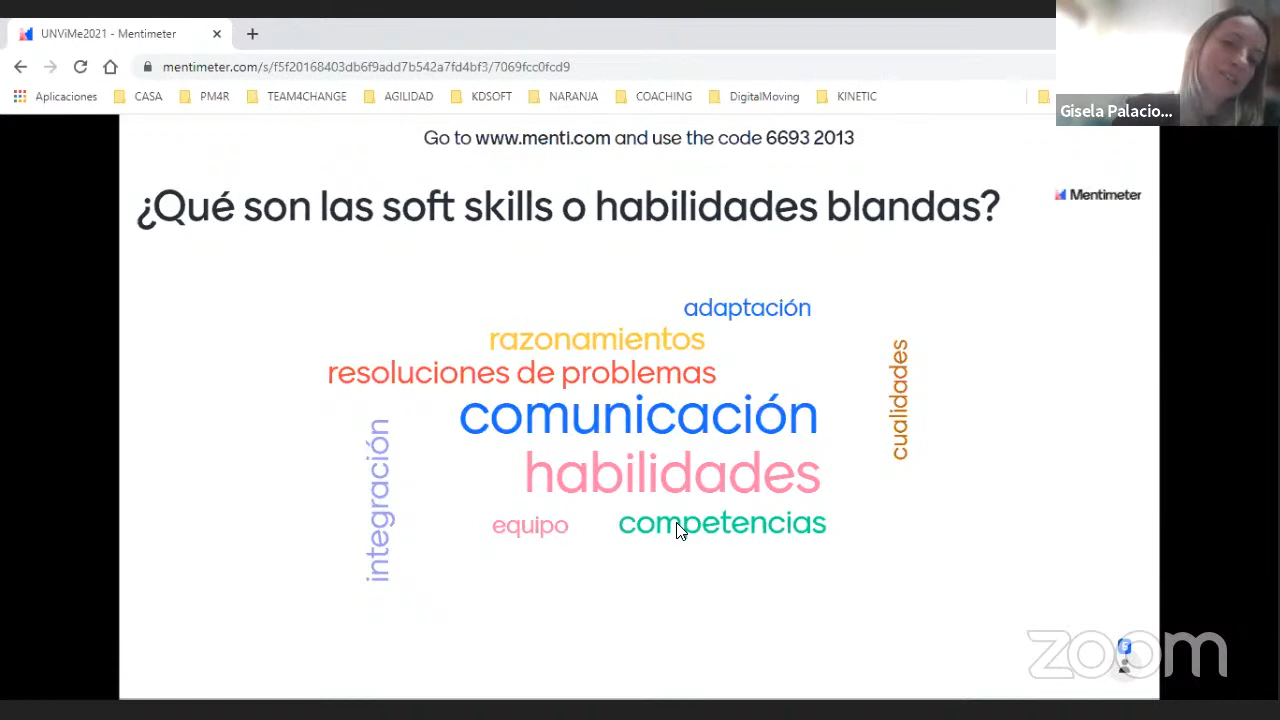 UNViMe2021 - Mentimeter
mentimeter.com/s/f5f20168403db6f9add7b542a7fd4bf3/7069fcc0fcd9
Aplicaciones CASA PM4R TEAM4CHANGE AGILIDAD KDSOFT NARANJA COACHING DigitalMoving KINETIC
Gisela Palacio...
Go to www.menti.com and use the code 6693 2013
¿Qué son las soft skills o habilidades blandas?
Mentimeter
adaptación
razonamientos
cualidades
resoluciones de problemas
comunicación
integración
habilidades
equipo
competencias
zoom